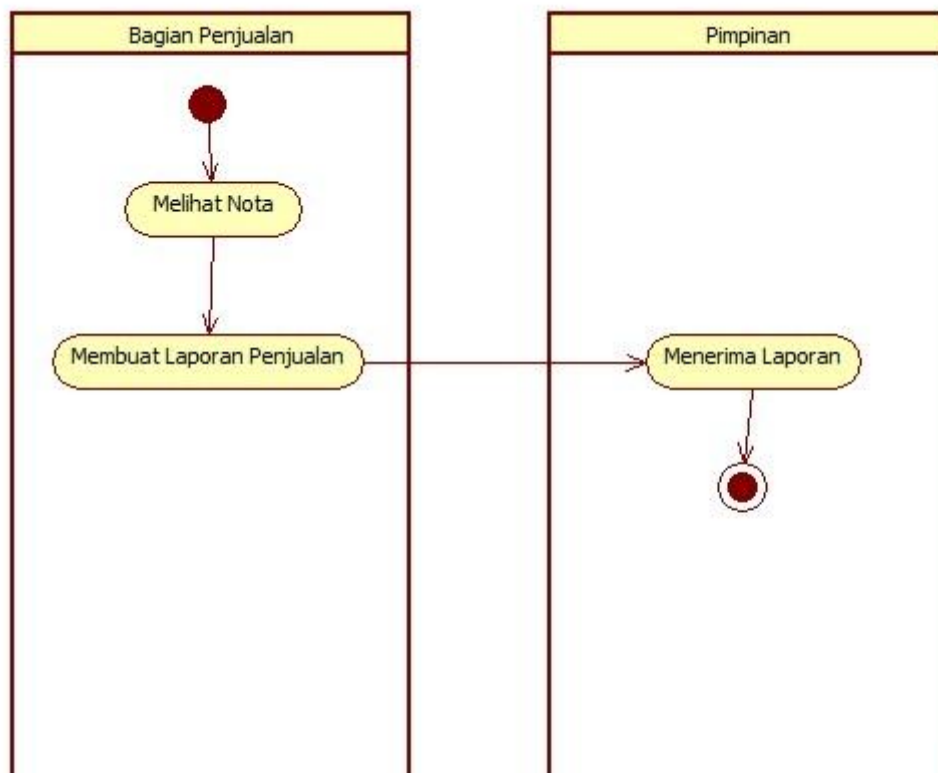 Bagian Penjualan
Pimpinan
Melihat Nota
Membuat Laporan Penjualan
Menerima Laporan